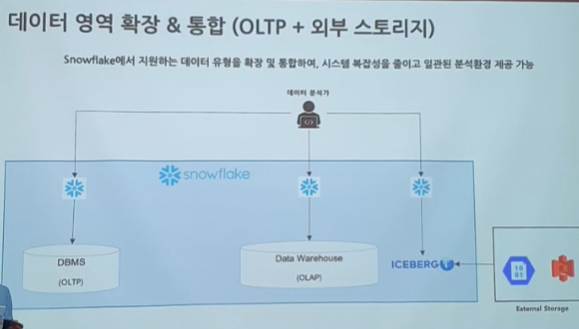 데이터 영역 확장 & 통합 (OLTP + 외부 스토리지)
Snowflake에서 지원하는 데이터 유형을 확장 및 통합하여, 시스템 복잡성을 줄이고 일관된 분석환경 제공 가능
데이터 분석가
</>
snowflake
DBMS
(OLTP)
Data Warehouse
(OLAP)
ICEBERG
10
01
External Storage